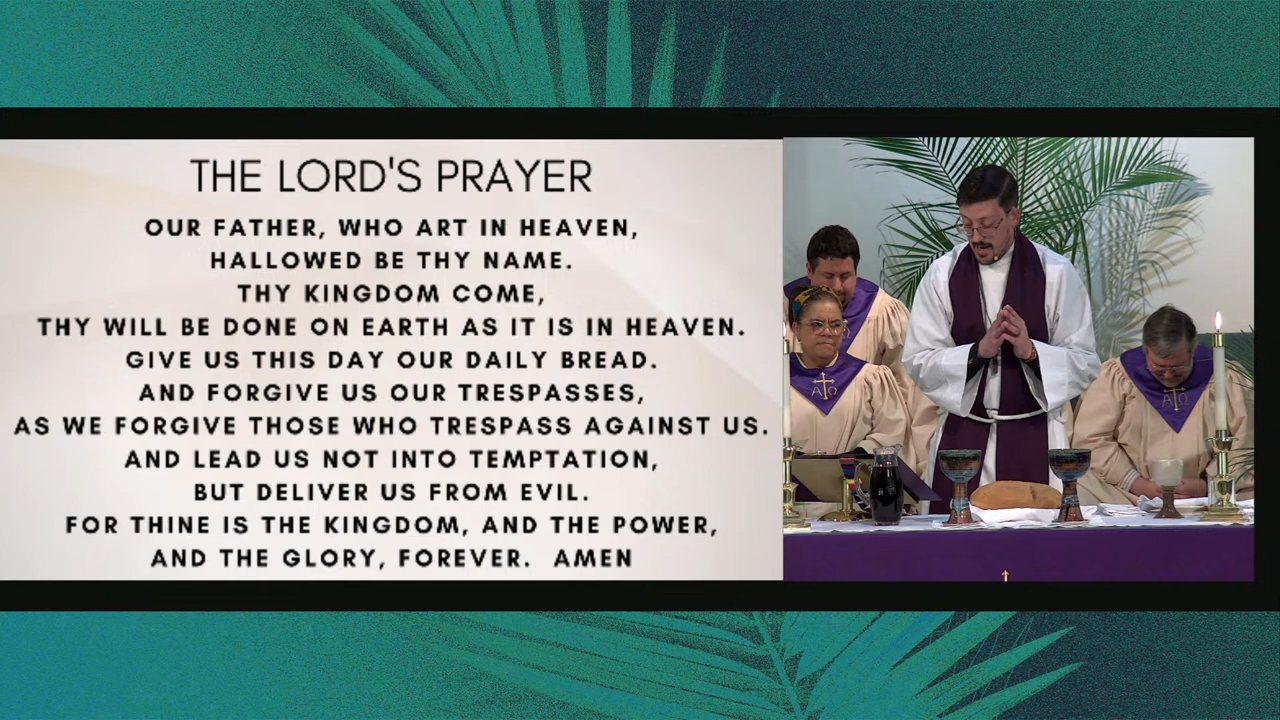 THE LORD'S PRAYER
OUR FATHER, WHO ART IN HEAVEN,
HALLOWED BE THY NAME.
THY KINGDOM COME,
THY WILL BE DONE ON EARTH AS IT IS IN HEAVEN.
GIVE US THIS DAY OUR DAILY BREAD.
AND FORGIVE US OUR TRESPASSES,
AS WE FORGIVE THOSE WHO TRESPASS AGAINST US.
AND LEAD US NOT INTO TEMPTATION,
BUT DELIVER US FROM EVIL.
FOR THINE IS THE KINGDOM, AND THE POWER,
AND THE GLORY, FOREVER.  AMEN
Α Ω
Α Ω